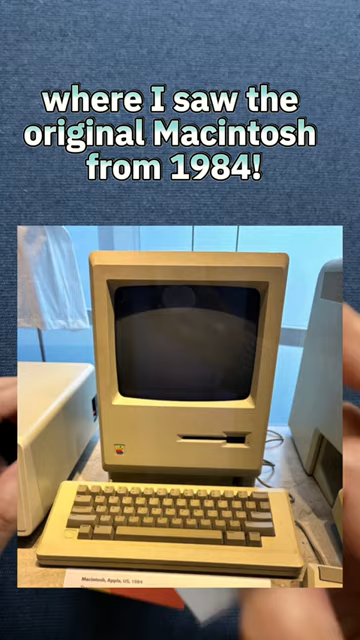 where I saw the
original Macintosh
from 1984!
Macintosh, Apple, US, 1984